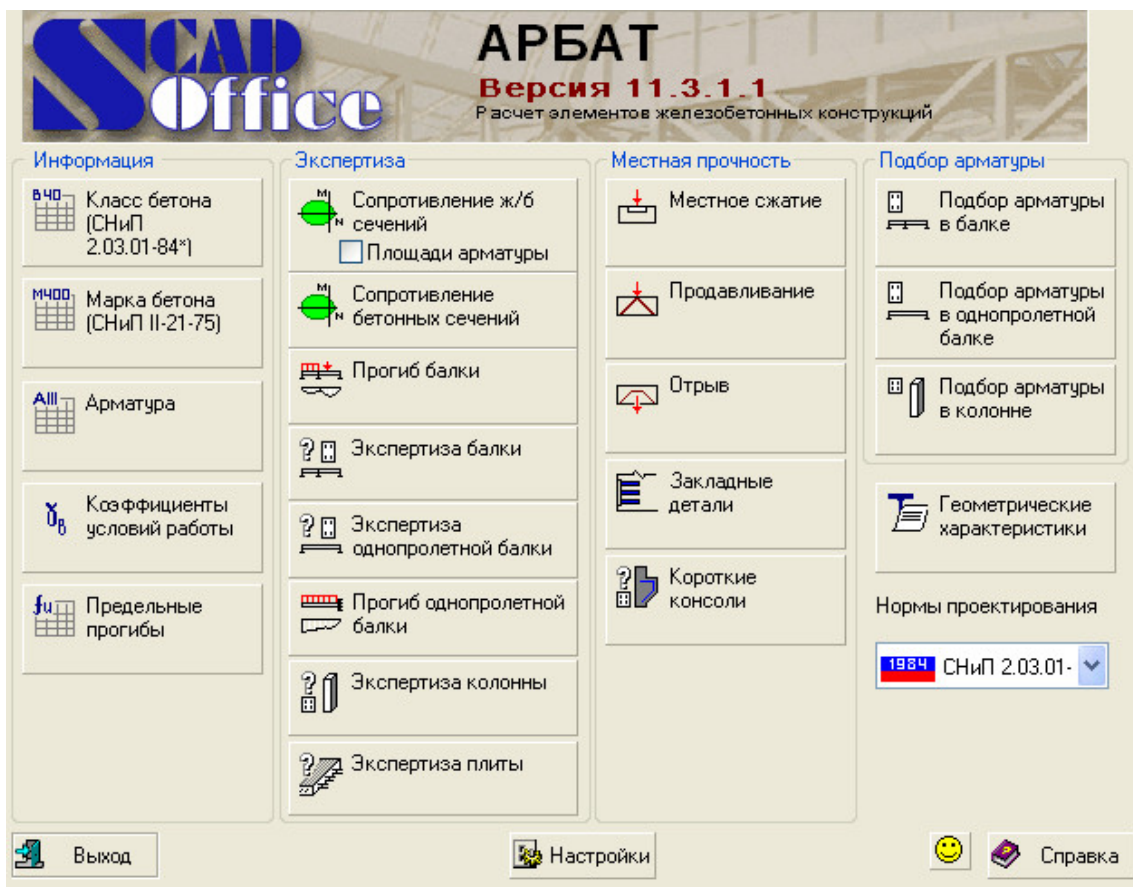 SCAD
Office
АРБАТ
Версия 11.3.1.1
Расчет элементов железобетонных конструкций
Информация
B40
Класс бетона
(СНиП
2.03.01-84*)
М400
Марка бетона
(СНиП II-21-75)
AIII
Арматура
γв
Коэффициенты
условий работы
fu
Предельные
прогибы
Экспертиза
M
N
Сопротивление ж/б
сечений
Площади арматуры
M
N
Сопротивление
бетонных сечений
Прогиб балки
?
Экспертиза балки
?
Экспертиза
однопролетной балки
Прогиб однопролетной
балки
?
Экспертиза колонны
?
Экспертиза плиты
Местная прочность
Местное сжатие
Продавливание
Отрыв
Закладные
детали
?
Короткие
консоли
Подбор арматуры
Подбор арматуры
в балке
Подбор арматуры
в однопролетной
балке
Подбор арматуры
в колонне
Геометрические
характеристики
Нормы проектирования
1984 СНиП 2.03.01-
Выход
Настройки
Справка